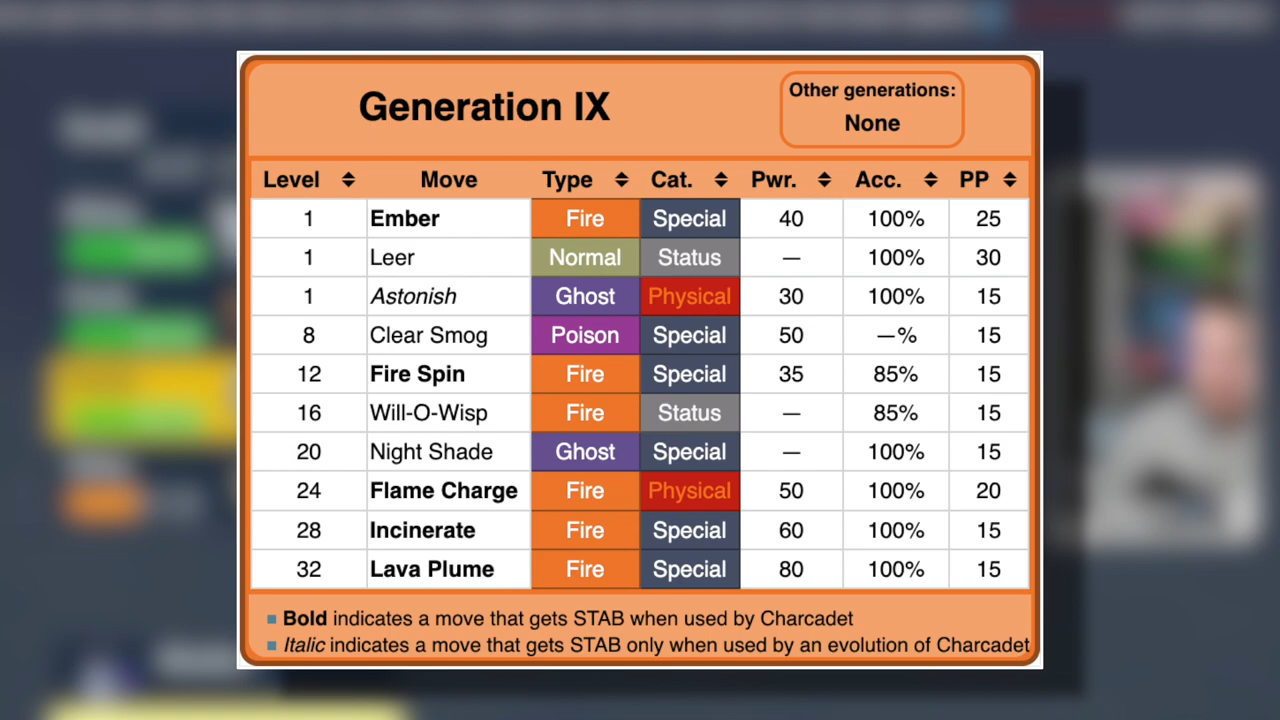 Generation IX
Other generations:
None
Level Move Type Cat. Pwr. Acc. PP
1 Ember Fire Special 40 100% 25
1 Leer Normal Status — 100% 30
1 Astonish Ghost Physical 30 100% 15
8 Clear Smog Poison Special 50 —% 15
12 Fire Spin Fire Special 35 85% 15
16 Will-O-Wisp Fire Status — 85% 15
20 Night Shade Ghost Special — 100% 15
24 Flame Charge Fire Physical 50 100% 20
28 Incinerate Fire Special 60 100% 15
32 Lava Plume Fire Special 80 100% 15
Bold indicates a move that gets STAB when used by Charcadet
Italic indicates a move that gets STAB only when used by an evolution of Charcadet